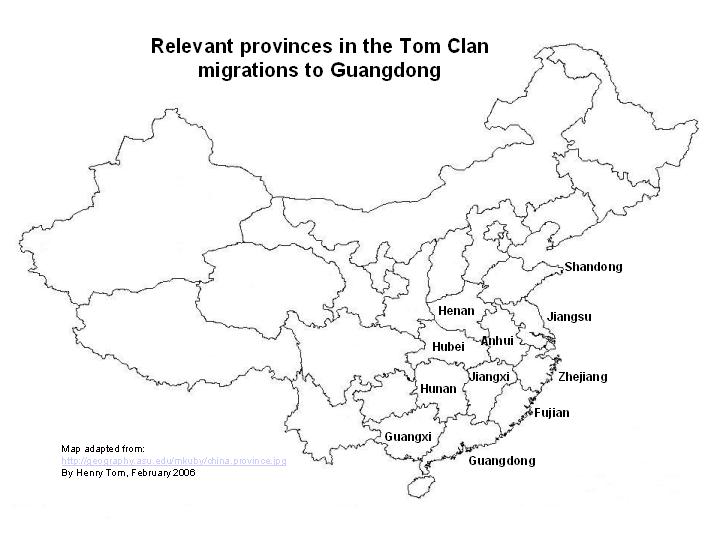 Relevant provinces in the Tom Clan
migrations to Guangdong
Shandong
Henan
Jiangsu
Anhui
Hubei
Jiangxi
Zhejiang
Hunan
Fujian
Guangxi
Guangdong
Map adapted from:
http://geography.asu.edu/mkuby/china.province.jpg
By Henry Tom, February 2006